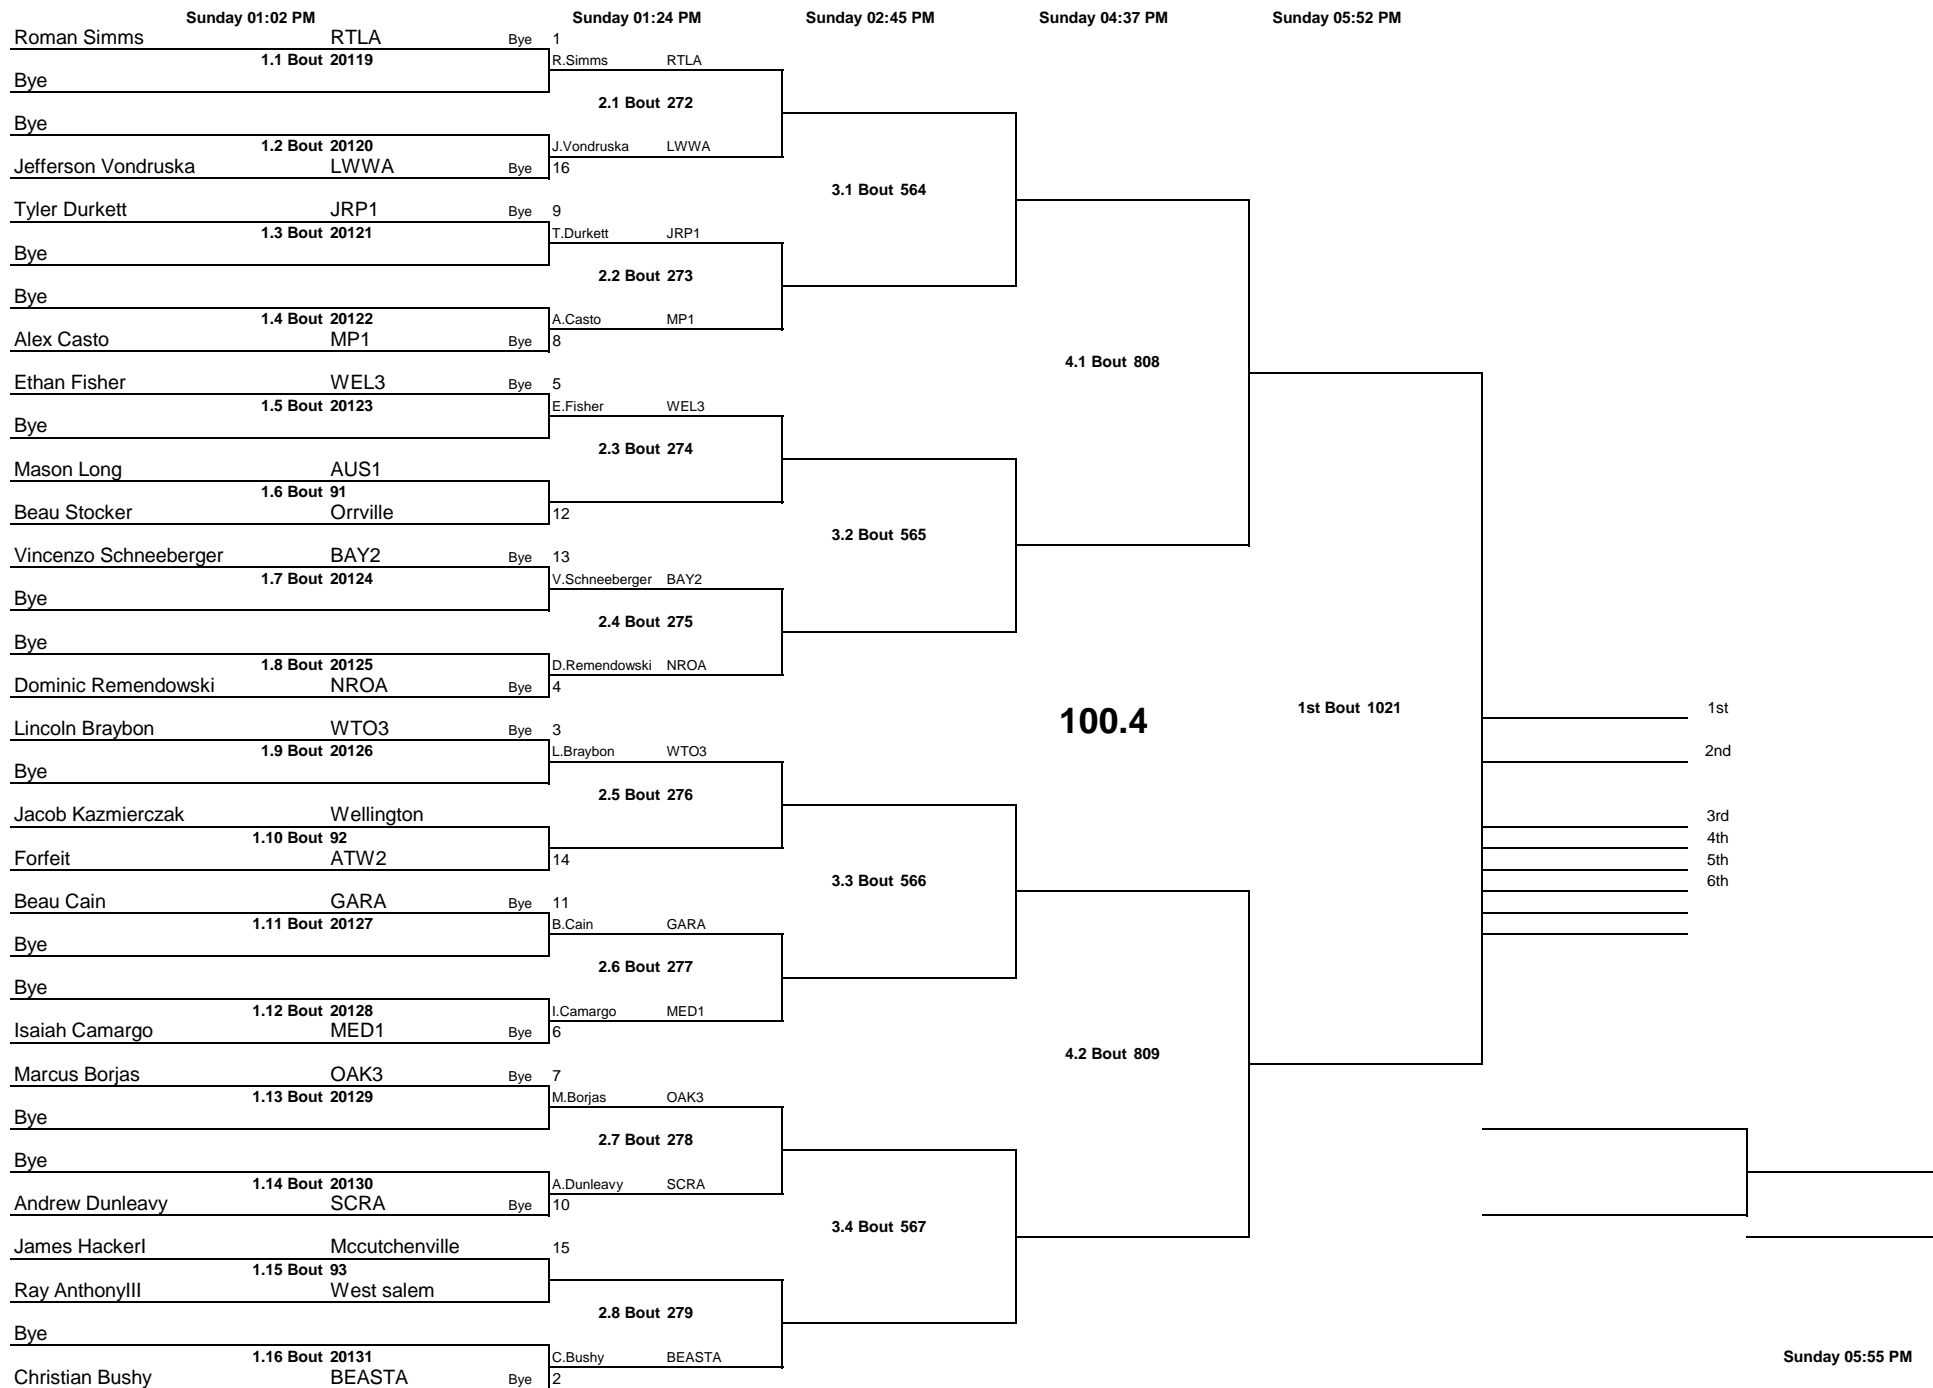 Sunday 01:02 PM Sunday 01:24 PM Sunday 02:45 PM Sunday 04:37 PM Sunday 05:52 PM
Roman Simms RTLA Bye 1
1.1 Bout 20119 R.Simms RTLA
Bye
2.1 Bout 272
Bye
1.2 Bout 20120 J.Vondruska LWWA
Jefferson Vondruska LWWA Bye 16
3.1 Bout 564
Tyler Durkett JRP1 Bye 9
1.3 Bout 20121 T.Durkett JRP1
Bye
2.2 Bout 273
Bye
1.4 Bout 20122 A.Casto MP1
Alex Casto MP1 Bye 8
4.1 Bout 808
Ethan Fisher WEL3 Bye 5
1.5 Bout 20123 E.Fisher WEL3
Bye
2.3 Bout 274
Mason Long AUS1
1.6 Bout 91
Beau Stocker Orrville 12
3.2 Bout 565
Vincenzo Schneeberger BAY2 Bye 13
1.7 Bout 20124 V.Schneeberger BAY2
Bye
2.4 Bout 275
Bye
1.8 Bout 20125 D.Remendowski NROA
Dominic Remendowski NROA Bye 4
100.4 1st Bout 1021 1st
Lincoln Braybon WTO3 Bye 3
1.9 Bout 20126 L.Braybon WTO3 2nd
Bye
2.5 Bout 276
Jacob Kazmierczak Wellington 3rd
1.10 Bout 92 4th
Forfeit ATW2 14 5th
3.3 Bout 566 6th
Beau Cain GARA Bye 11
1.11 Bout 20127 B.Cain GARA
Bye
2.6 Bout 277
Bye
1.12 Bout 20128 I.Camargo MED1
Isaiah Camargo MED1 Bye 6
4.2 Bout 809
Marcus Borjas OAK3 Bye 7
1.13 Bout 20129 M.Borjas OAK3
Bye
2.7 Bout 278
Bye
1.14 Bout 20130 A.Dunleavy SCRA
Andrew Dunleavy SCRA Bye 10
3.4 Bout 567
James HackerI Mccutchenville 15
1.15 Bout 93
Ray AnthonyIII West salem
2.8 Bout 279
Bye
1.16 Bout 20131 C.Bushy BEASTA Sunday 05:55 PM
Christian Bushy BEASTA Bye 2